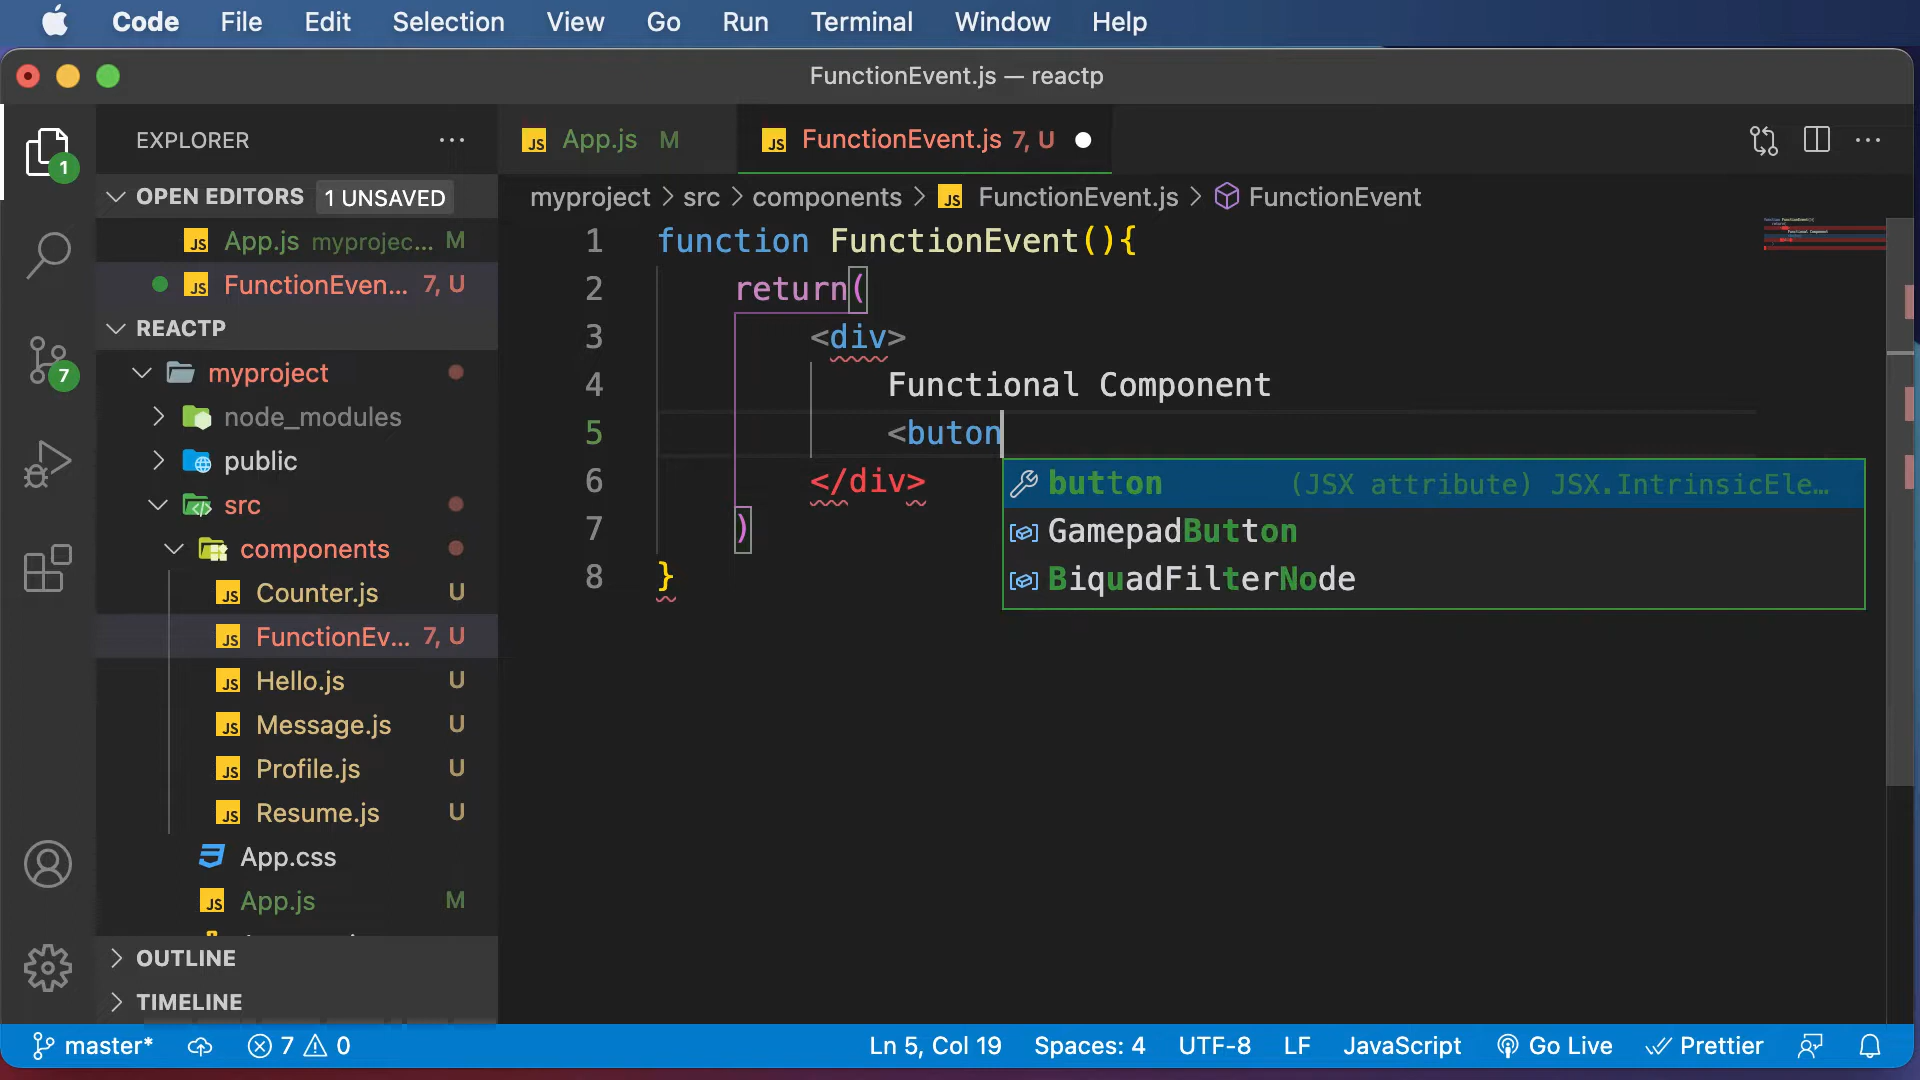 Code File Edit Selection View Go Run Terminal Window Help
FunctionEvent.js — reactp
EXPLORER
OPEN EDITORS 1 UNSAVED
App.js myprojec... M
FunctionEven... 7, U
REACTP
myproject
node_modules
public
src
components
Counter.js U
FunctionEv... 7, U
Hello.js U
Message.js U
Profile.js U
Resume.js U
App.css
App.js M
OUTLINE
TIMELINE
1
7
App.js M
FunctionEvent.js 7, U
myproject > src > components > FunctionEvent.js > FunctionEvent
1 function FunctionEvent(){
2 return(
3 <div>
4 Functional Component
5 <buton
6 </div>
7 )
8 }
button (JSX attribute) JSX.IntrinsicEle…
GamepadButton
BiquadFilterNode
master* 7 0 Ln 5, Col 19 Spaces: 4 UTF-8 LF JavaScript Go Live Prettier